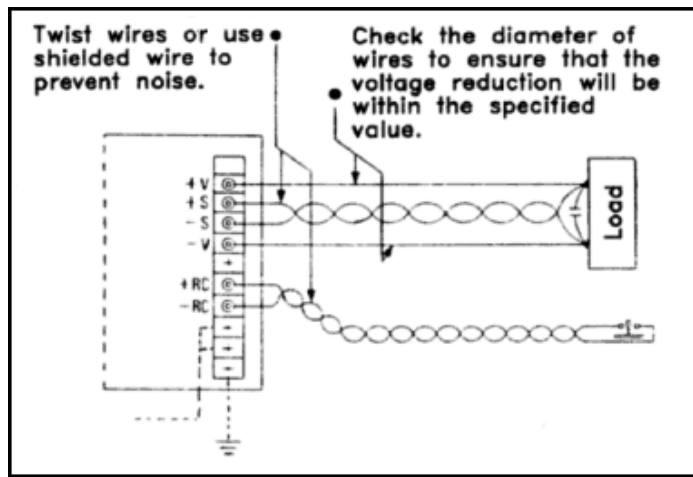 Twist wires or use
shielded wire to
prevent noise.
Check the diameter of
wires to ensure that the
voltage reduction will be
within the specified
value.
+V
+S
-S
-V
+RC
-RC
Load